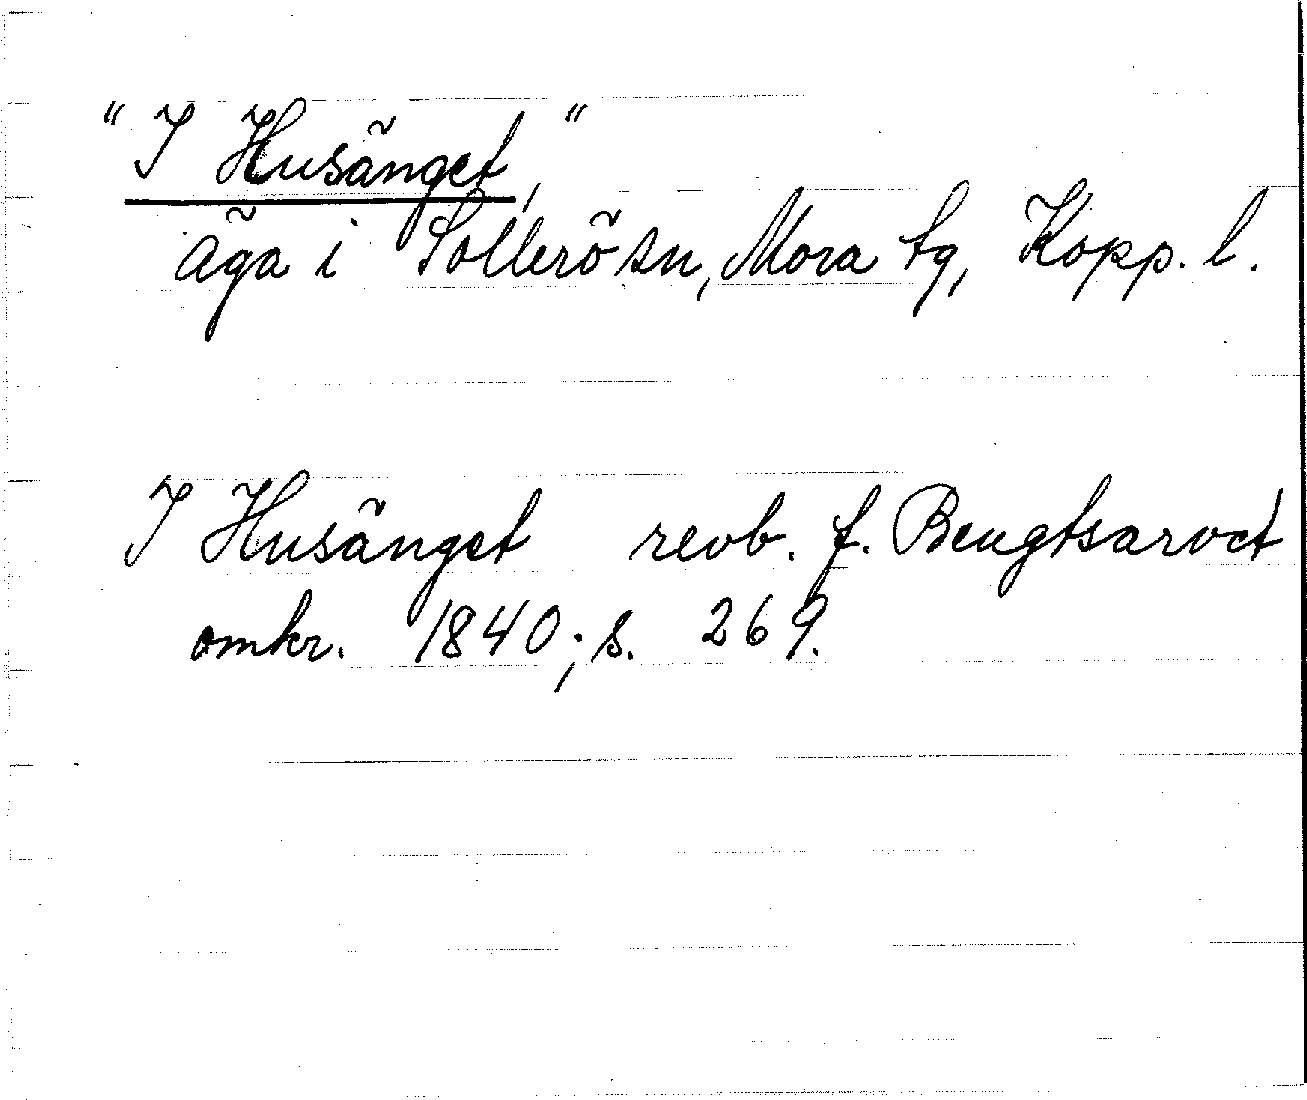 "I Husänget,"
äga i Sollerö sn, Mora tg, Kopp. l.
I Husänget revb. f. Bengtsarvet
omkr. 1840; s. 269.